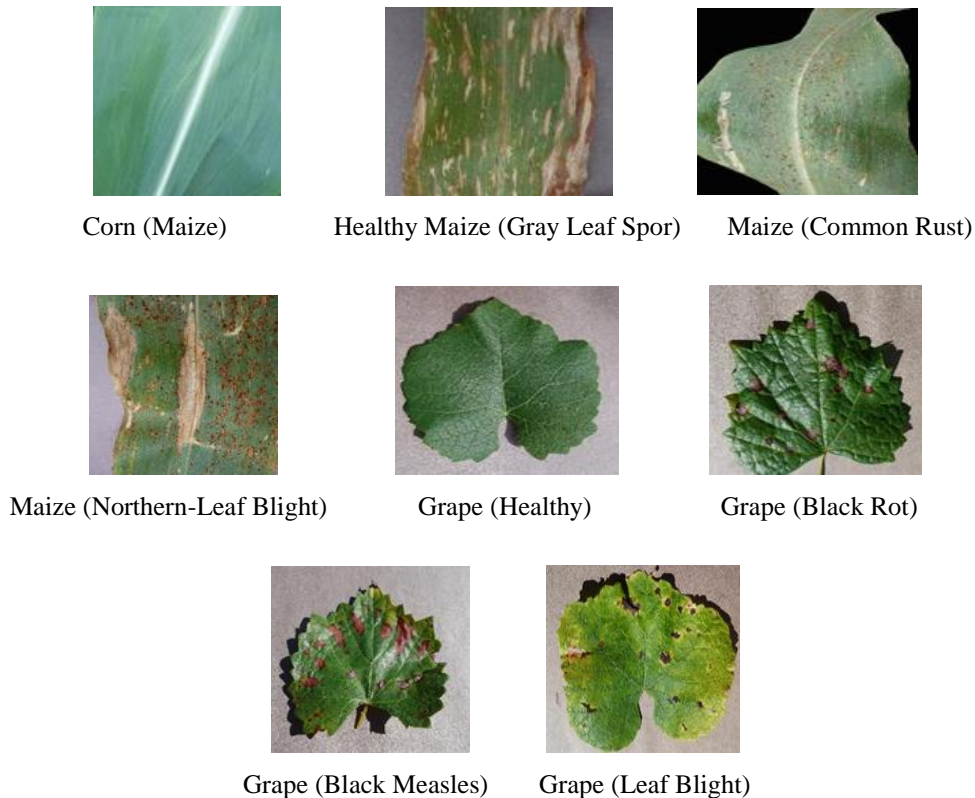 Corn (Maize)
Healthy Maize (Gray Leaf Spor)
Maize (Common Rust)
Maize (Northern-Leaf Blight)
Grape (Healthy)
Grape (Black Rot)
Grape (Black Measles)
Grape (Leaf Blight)